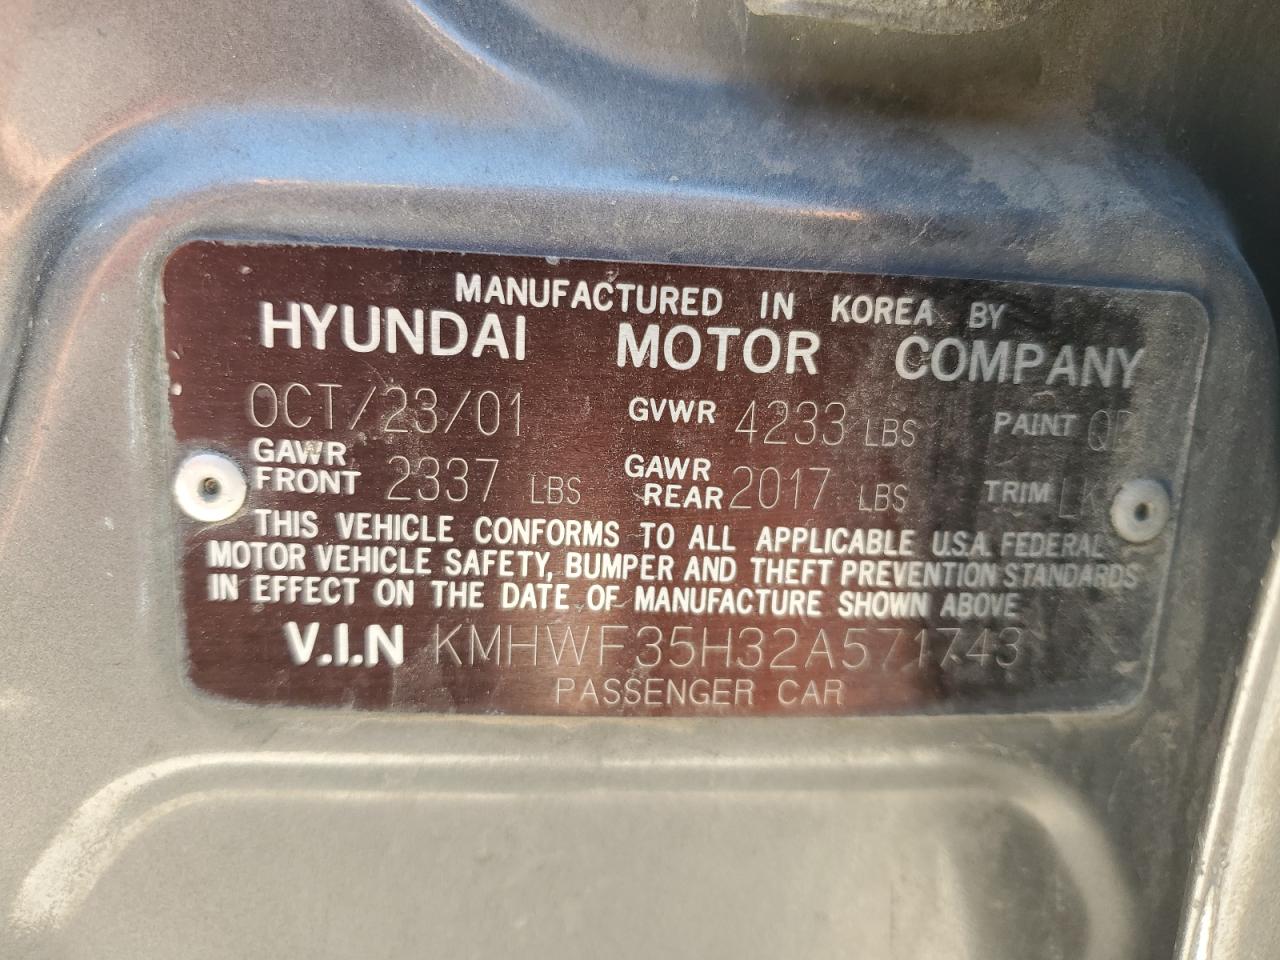 MANUFACTURED IN KOREA BY
HYUNDAI MOTOR COMPANY
OCT/23/01 GVWR 4233 LBS PAINT
GAWR FRONT 2337 LBS GAWR REAR 2017 LBS TRIM LK
THIS VEHICLE CONFORMS TO ALL APPLICABLE U.S.A. FEDERAL
MOTOR VEHICLE SAFETY, BUMPER AND THEFT PREVENTION STANDARDS
IN EFFECT ON THE DATE OF MANUFACTURE SHOWN ABOVE
V.I.N KMHWF35H32A571743
PASSENGER CAR